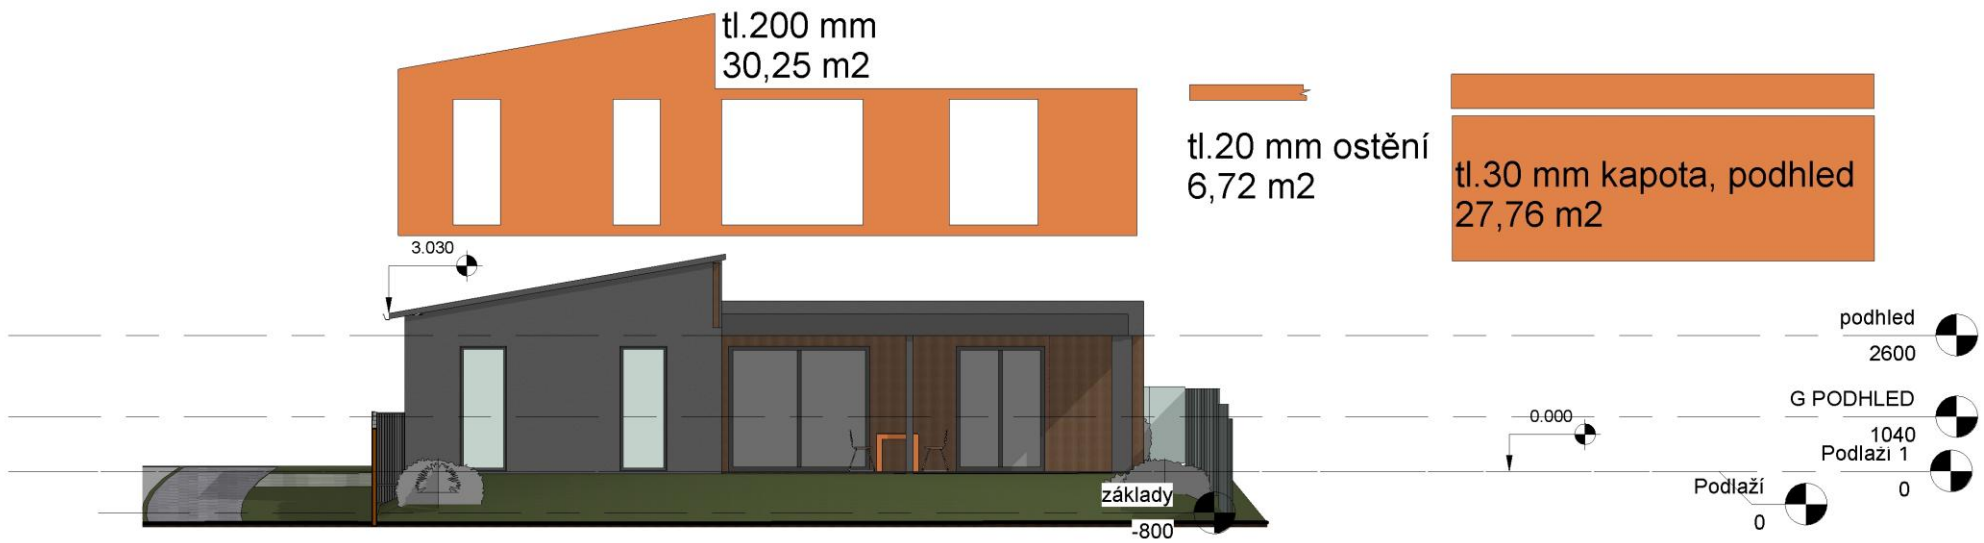 tl.200 mm
30,25 m2
tl.20 mm ostění
6,72 m2
tl.30 mm kapota, podhled
27,76 m2
3.030
podhled
2600
G PODHLED
1040
0.000
Podlaží 1
0
Podlaží
0
základy
-800